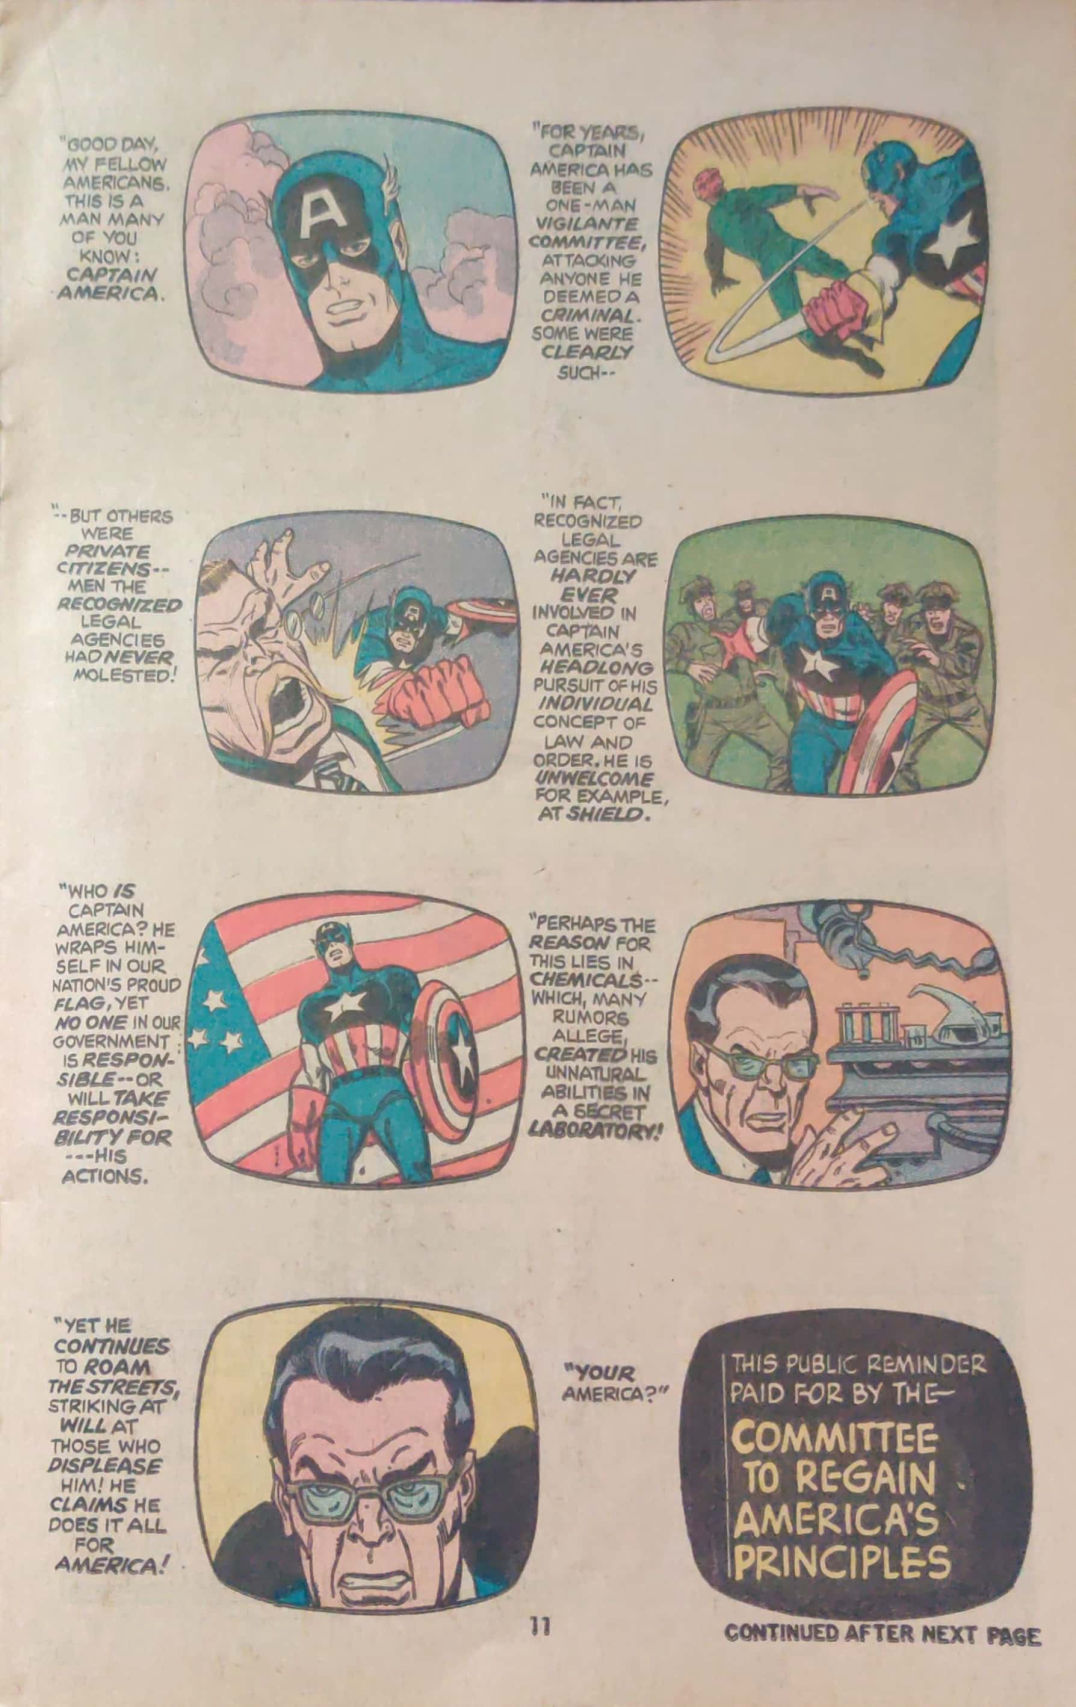 "GOOD DAY,
MY FELLOW
AMERICANS.
THIS IS A
MAN MANY
OF YOU
KNOW:
CAPTAIN
AMERICA.
A
"FOR YEARS,
CAPTAIN
AMERICA HAS
BEEN A
ONE-MAN
VIGILANTE
COMMITTEE,
ATTACKING
ANYONE HE
DEEMED A
CRIMINAL.
SOME WERE
CLEARLY
SUCH--
"--BUT OTHERS
WERE
PRIVATE
CITIZENS--
MEN THE
RECOGNIZED
LEGAL
AGENCIES
HAD NEVER
MOLESTED!
A
"IN FACT,
RECOGNIZED
LEGAL
AGENCIES ARE
HARDLY
EVER
INVOLVED IN
CAPTAIN
AMERICA'S
HEADLONG
PURSUIT OF HIS
INDIVIDUAL
CONCEPT OF
LAW AND
ORDER. HE IS
UNWELCOME
FOR EXAMPLE,
AT SHIELD.
A
"WHO IS
CAPTAIN
AMERICA? HE
WRAPS HIM-
SELF IN OUR
NATION'S PROUD
FLAG, YET
NO ONE IN OUR
GOVERNMENT
IS RESPON-
SIBLE--OR
WILL TAKE
RESPONSI-
BILITY FOR
---HIS
ACTIONS.
"PERHAPS THE
REASON FOR
THIS LIES IN
CHEMICALS--
WHICH, MANY
RUMORS
ALLEGE,
CREATED HIS
UNNATURAL
ABILITIES IN
A SECRET
LABORATORY!
"YET HE
CONTINUES
TO ROAM
THE STREETS,
STRIKING AT
WILL AT
THOSE WHO
DISPLEASE
HIM! HE
CLAIMS HE
DOES IT ALL
FOR
AMERICA!
"YOUR
AMERICA?"
THIS PUBLIC REMINDER
PAID FOR BY THE—
COMMITTEE
TO REGAIN
AMERICA'S
PRINCIPLES
11
CONTINUED AFTER NEXT PAGE